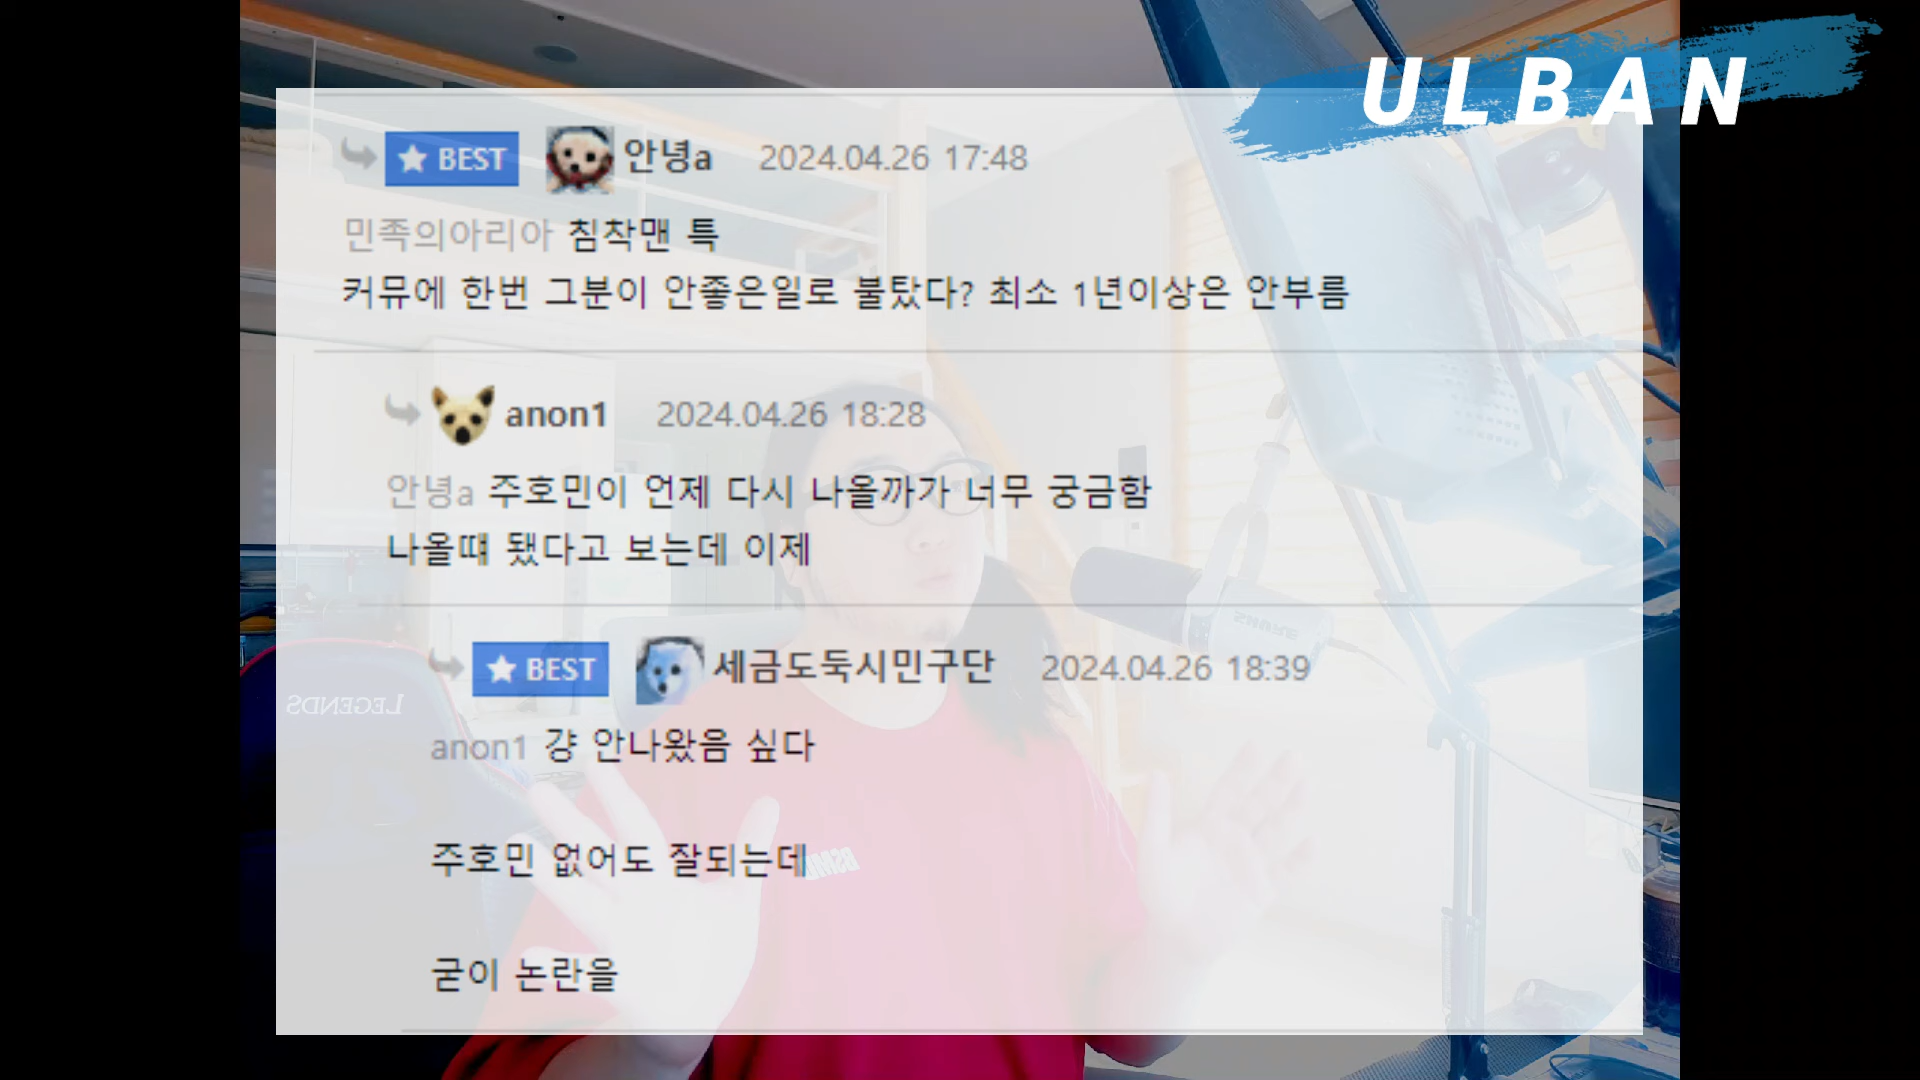 ULBAN
BEST 안녕a 2024.04.26 17:48
민족의아리아 침착맨 특
커뮤에 한번 그분이 안좋은일로 불탔다? 최소 1년이상은 안부름
anon1 2024.04.26 18:28
안녕a 주호민이 언제 다시 나올까가 너무 궁금함
나올떄 됐다고 보는데 이제
BEST 세금도둑시민구단 2024.04.26 18:39
anon1 걍 안나왔음 싶다
주호민 없어도 잘되는데
굳이 논란을
LEGENDS
SHURE